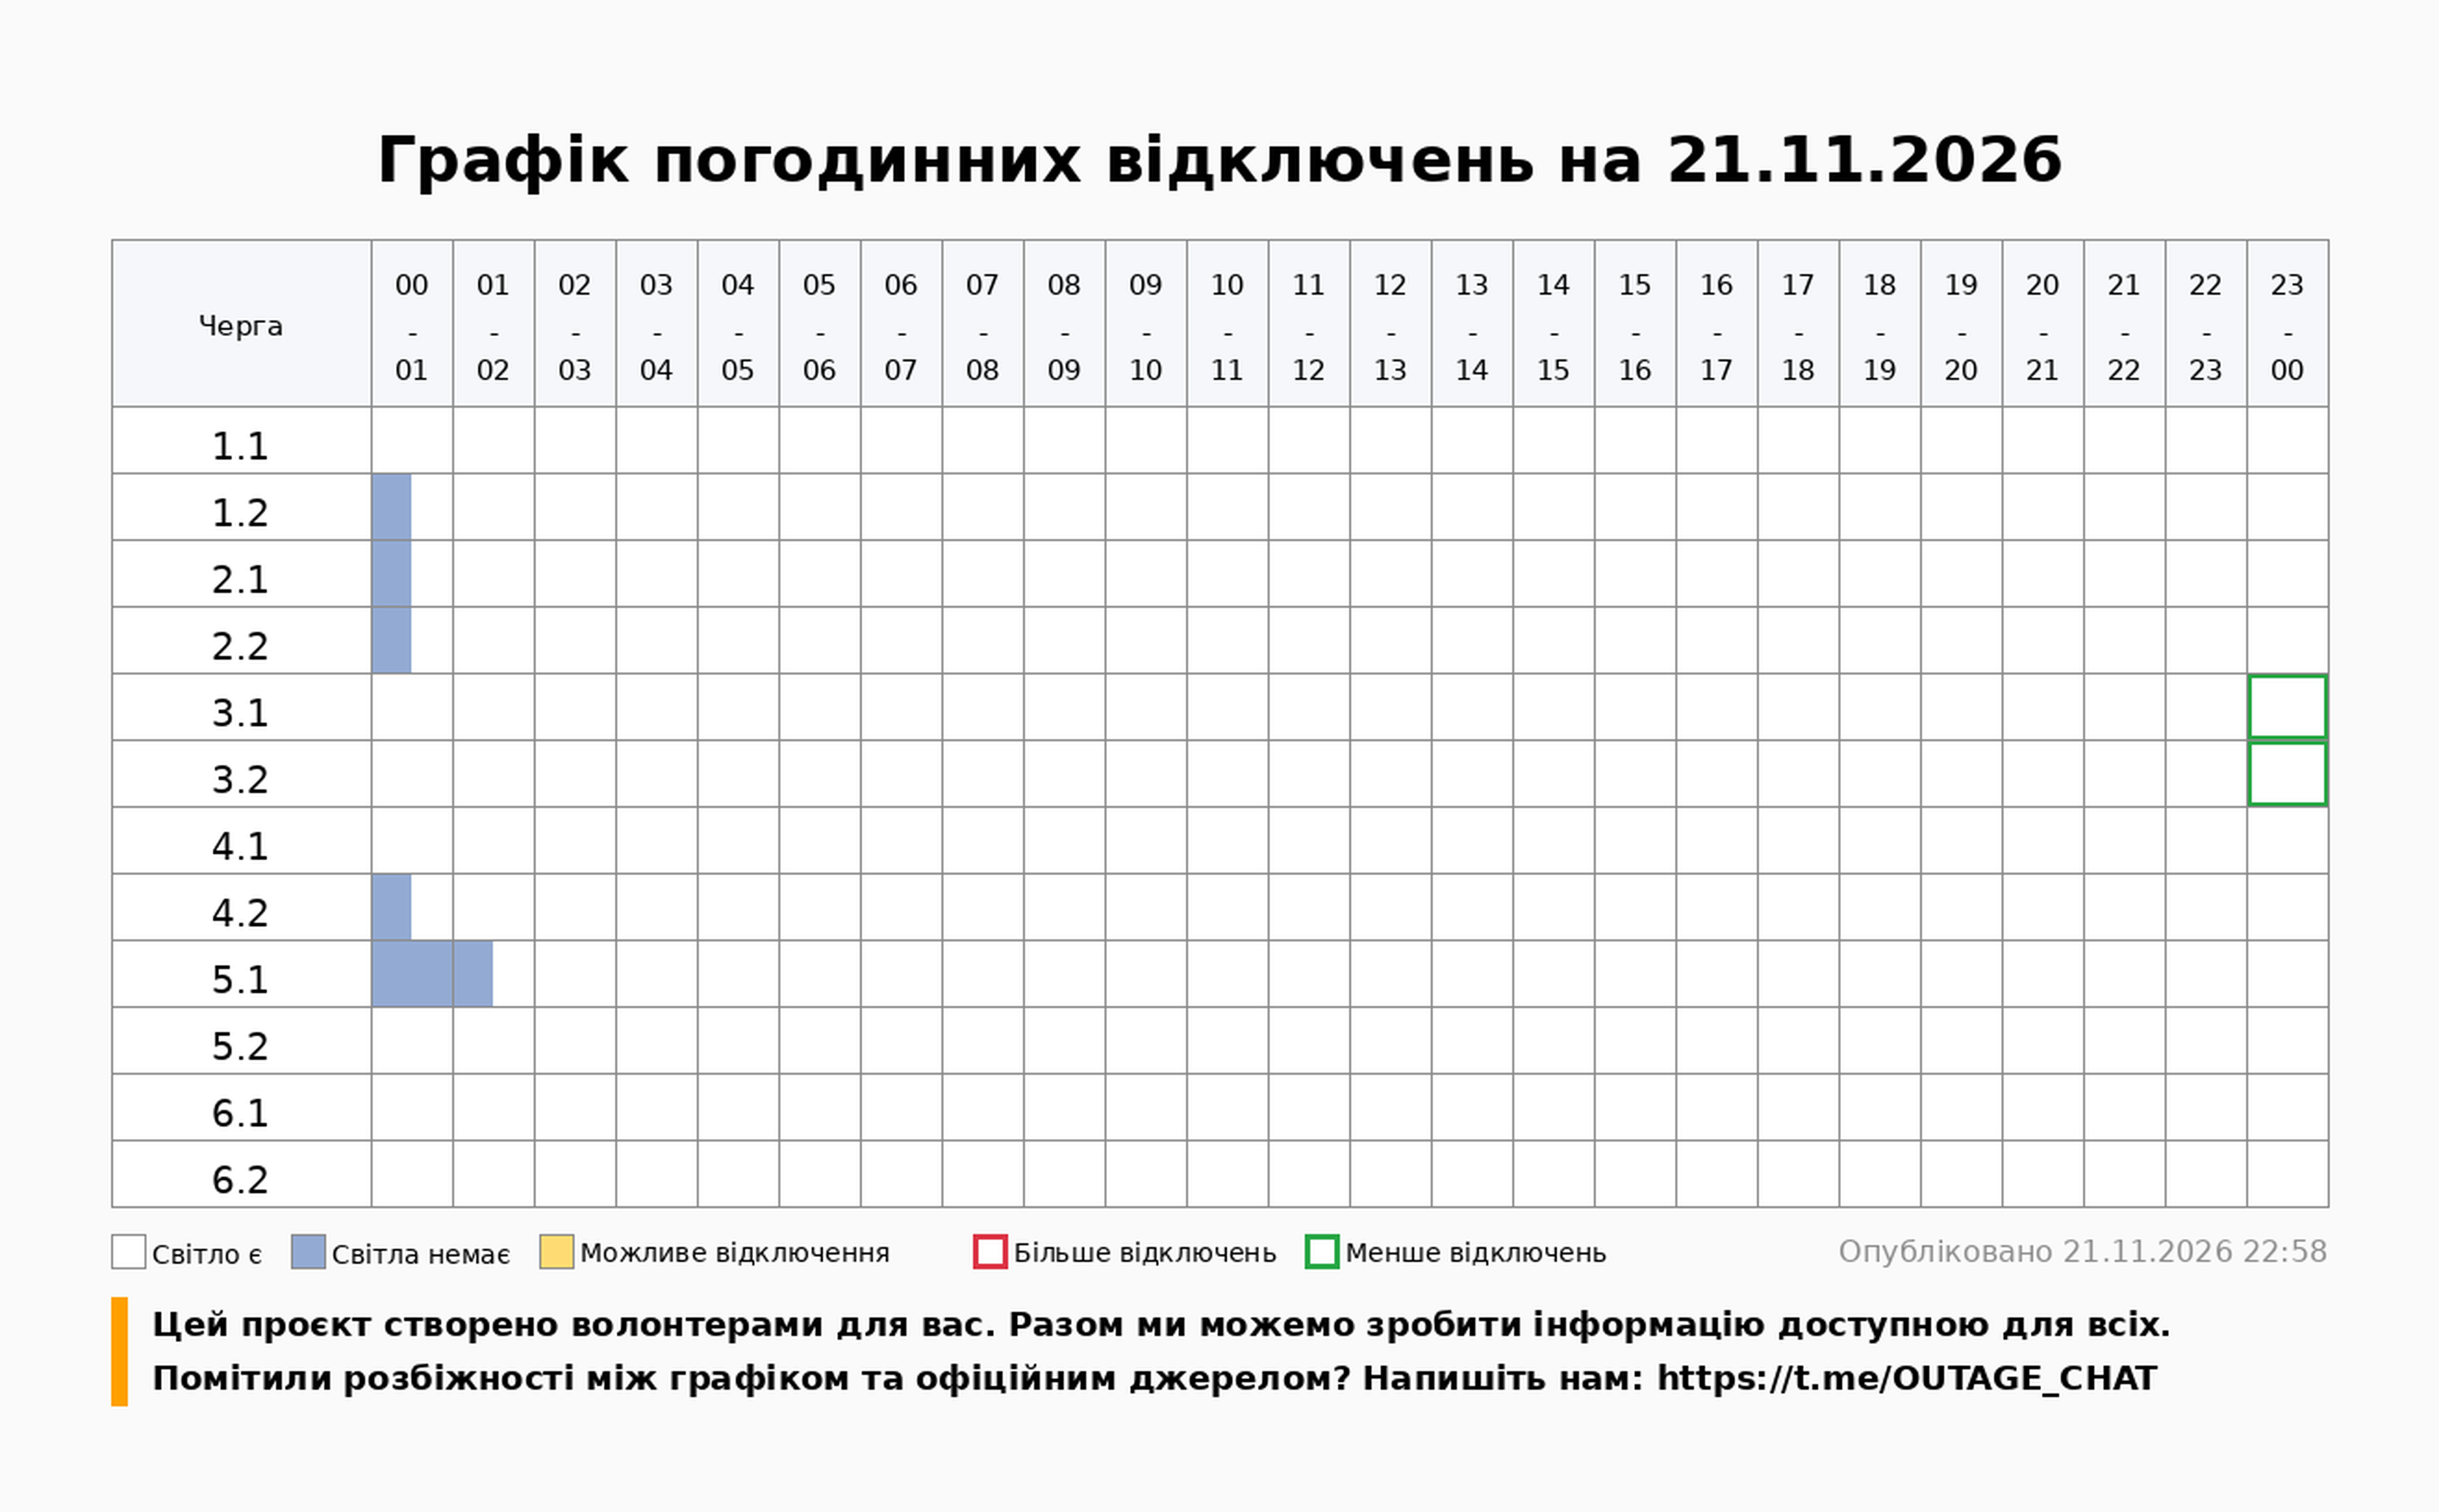 Графік погодинних відключень на 21.11.2026
Черга 00 - 01 01 - 02 02 - 03 03 - 04 04 - 05 05 - 06 06 - 07 07 - 08 08 - 09 09 - 10 10 - 11 11 - 12 12 - 13 13 - 14 14 - 15 15 - 16 16 - 17 17 - 18 18 - 19 19 - 20 20 - 21 21 - 22 22 - 23 23 - 00
1.1
1.2
2.1
2.2
3.1
3.2
4.1
4.2
5.1
5.2
6.1
6.2
Світло є Світла немає Можливе відключення Більше відключень Менше відключень Опубліковано 21.11.2026 22:58
Цей проєкт створено волонтерами для вас. Разом ми можемо зробити інформацію доступною для всіх.
Помітили розбіжності між графіком та офіційним джерелом? Напишіть нам: https://t.me/OUTAGE_CHAT